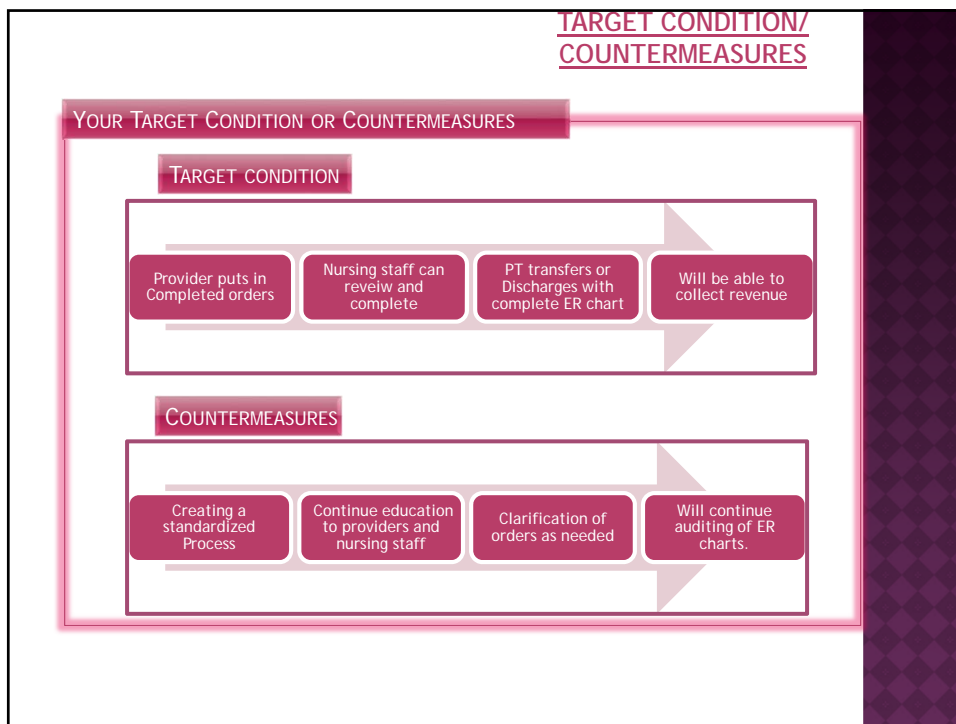 TARGET CONDITION/
COUNTERMEASURES
YOUR TARGET CONDITION OR COUNTERMEASURES
TARGET CONDITION
Provider puts in
Completed orders
Nursing staff can
reveiw and
complete
PT transfers or
Discharges with
complete ER chart
Will be able to
collect revenue
COUNTERMEASURES
Creating a
standardized
Process
Continue education
to providers and
nursing staff
Clarification of
orders as needed
Will continue
auditing of ER
charts.